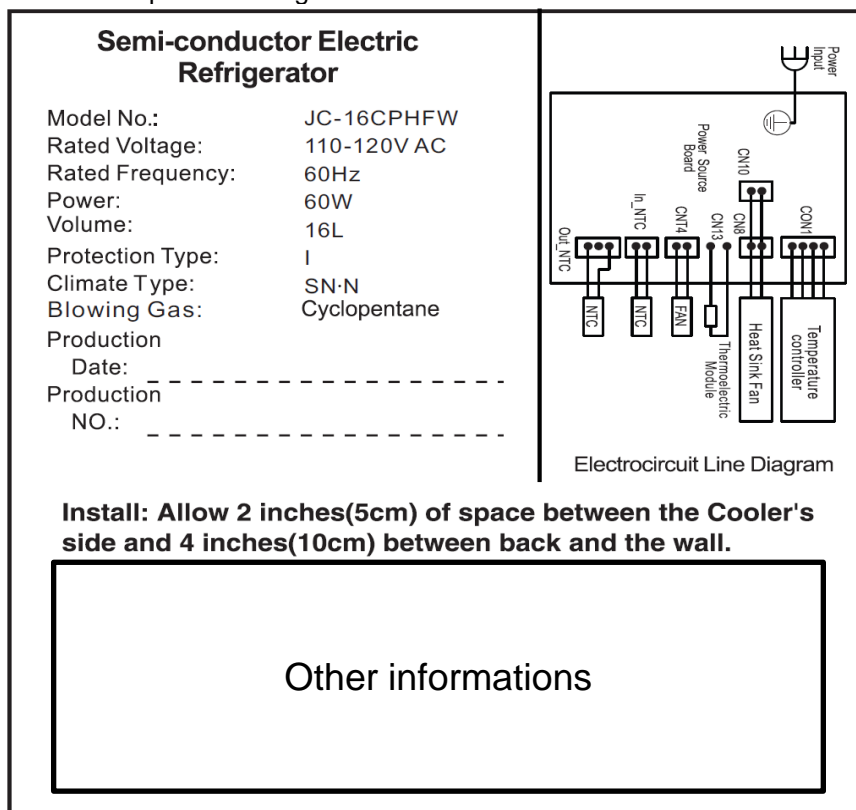 Semi-conductor Electric
Refrigerator
Model No.: JC-16CPHFW
Rated Voltage: 110-120V AC
Rated Frequency: 60Hz
Power: 60W
Volume: 16L
Protection Type: I
Climate Type: SN·N
Blowing Gas: Cyclopentane
Production
Date:
Production
NO.:
Power
Input
Power Source
Board
CN10
Out_NTC
In_NTC
CNT4
CN13
CN8
CON1
NTC
NTC
FAN
Thermoelectric
Module
Heat Sink Fan
Temperature
controller
Electrocircuit Line Diagram
Install: Allow 2 inches(5cm) of space between the Cooler's
side and 4 inches(10cm) between back and the wall.
Other informations